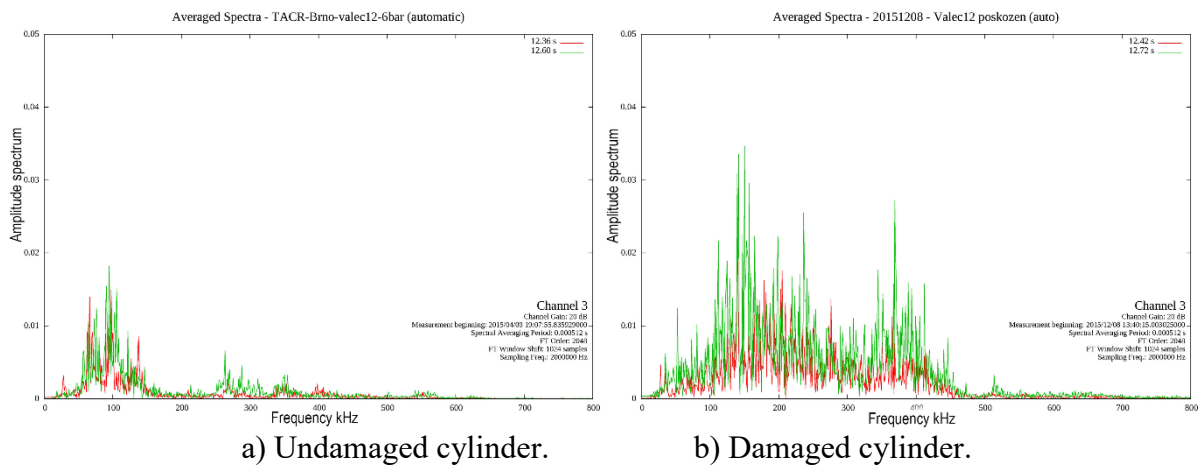 Averaged Spectra - TACR-Brno-valec12-6bar (automatic)
12.36 s
12.60 s
0.05
0.04
0.03
0.02
0.01
0
Amplitude spectrum
Channel 3
Channel Gain: 20 dB
Measurement beginning: 2015/04/09 19:07:55.835929000
Spectral Averaging Period: 0.000512 s
FT Order: 2048
FT Window Shift: 1024 samples
Sampling Freq.: 2000000 Hz
0 100 200 300 400 500 600 700 800
Frequency kHz
a) Undamaged cylinder.
Averaged Spectra - 20151208 - Valec12 poskozen (auto)
12.42 s
12.72 s
0.05
0.04
0.03
0.02
0.01
0
Amplitude spectrum
Channel 3
Channel Gain: 20 dB
Measurement beginning: 2015/12/08 13:40:15.003025000
Spectral Averaging Period: 0.000512 s
FT Order: 2048
FT Window Shift: 1024 samples
Sampling Freq.: 2000000 Hz
0 100 200 300 400 500 600 700 800
Frequency kHz
b) Damaged cylinder.